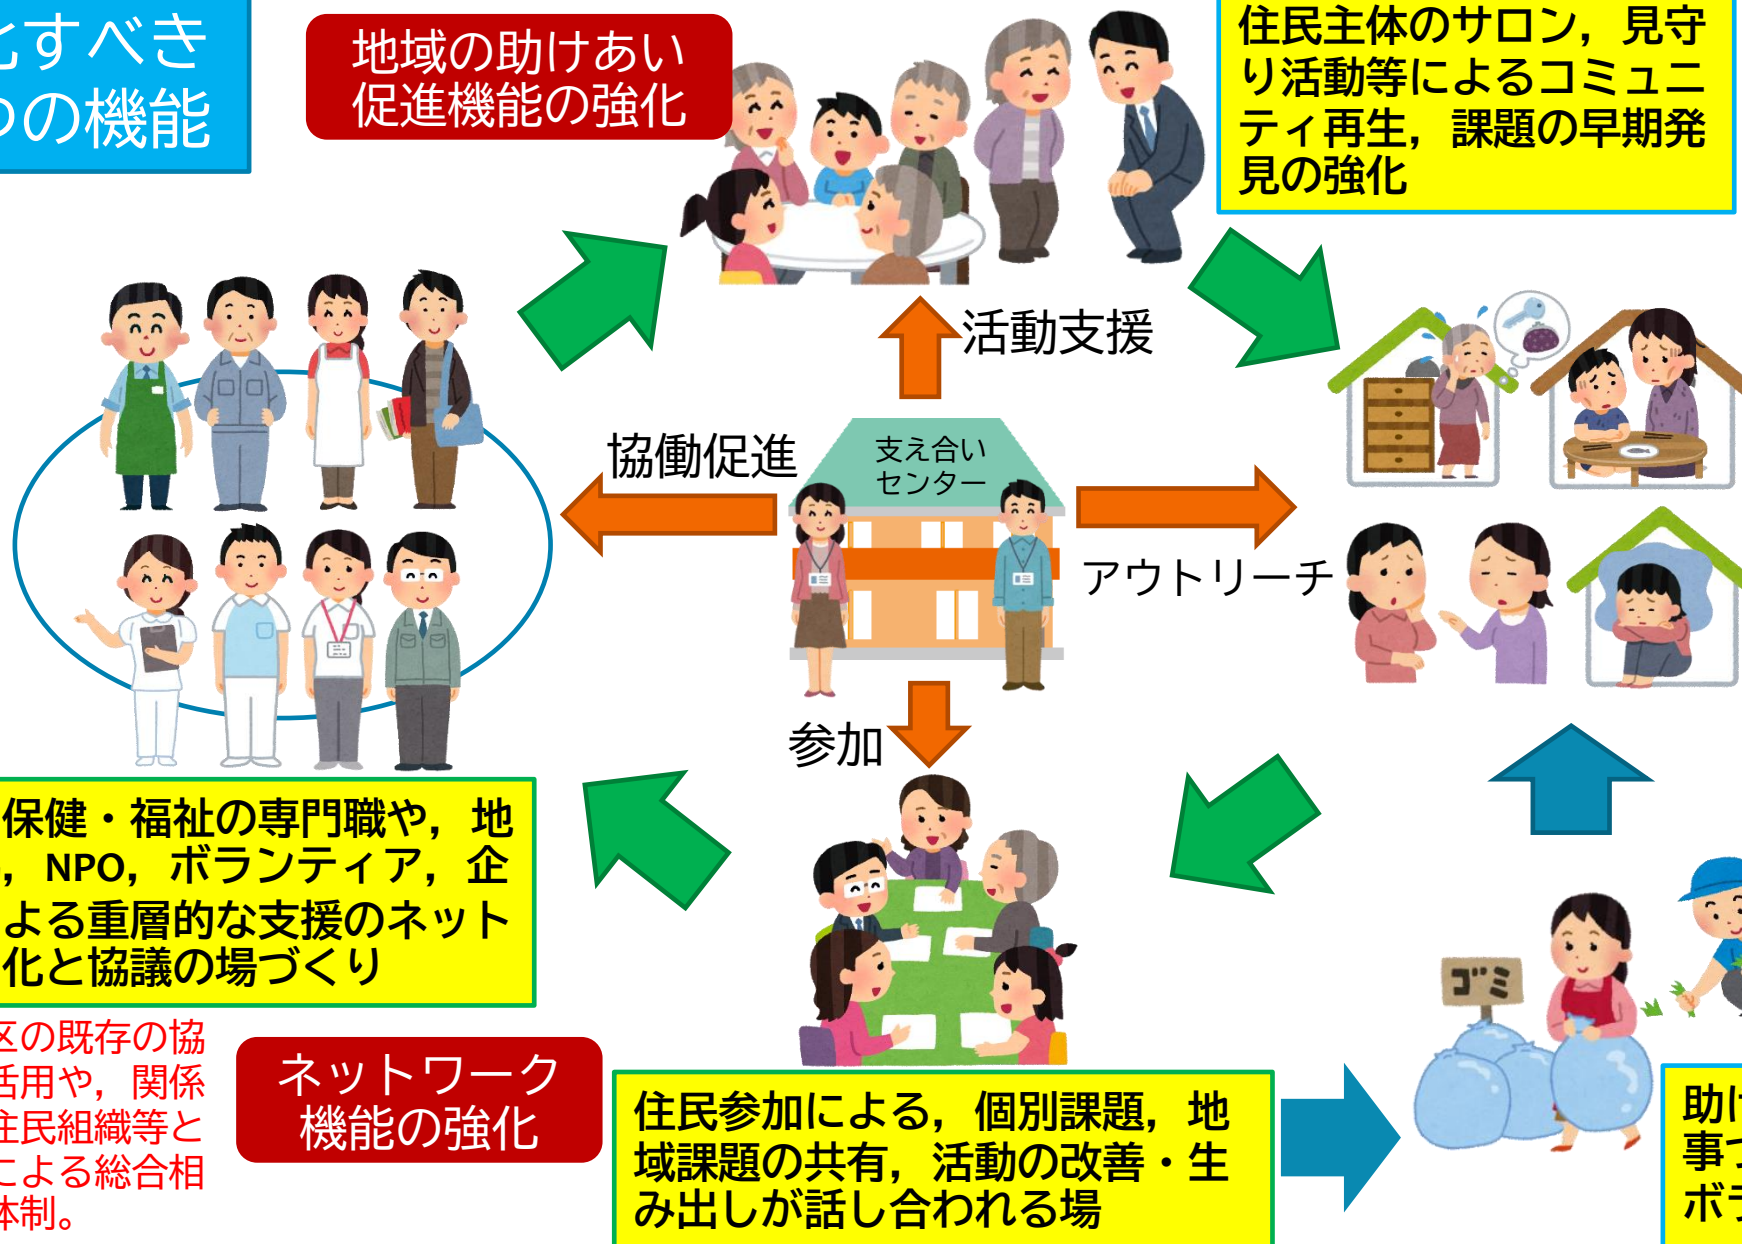 化すべき
つの機能
地域の助けあい
促進機能の強化
住民主体のサロン，見守
り活動等によるコミュニ
ティ再生，課題の早期発
見の強化
活動支援
協働促進
支え合い
センター
アウトリーチ
参加
保健・福祉の専門職や，地
，NPO，ボランティア，企
よる重層的な支援のネット
化と協議の場づくり
区の既存の協
活用や，関係
住民組織等と
による総合相
体制。
ネットワーク
機能の強化
住民参加による，個別課題，地
域課題の共有，活動の改善・生
み出しが話し合われる場
ゴミ
助け
事づ
ボラ